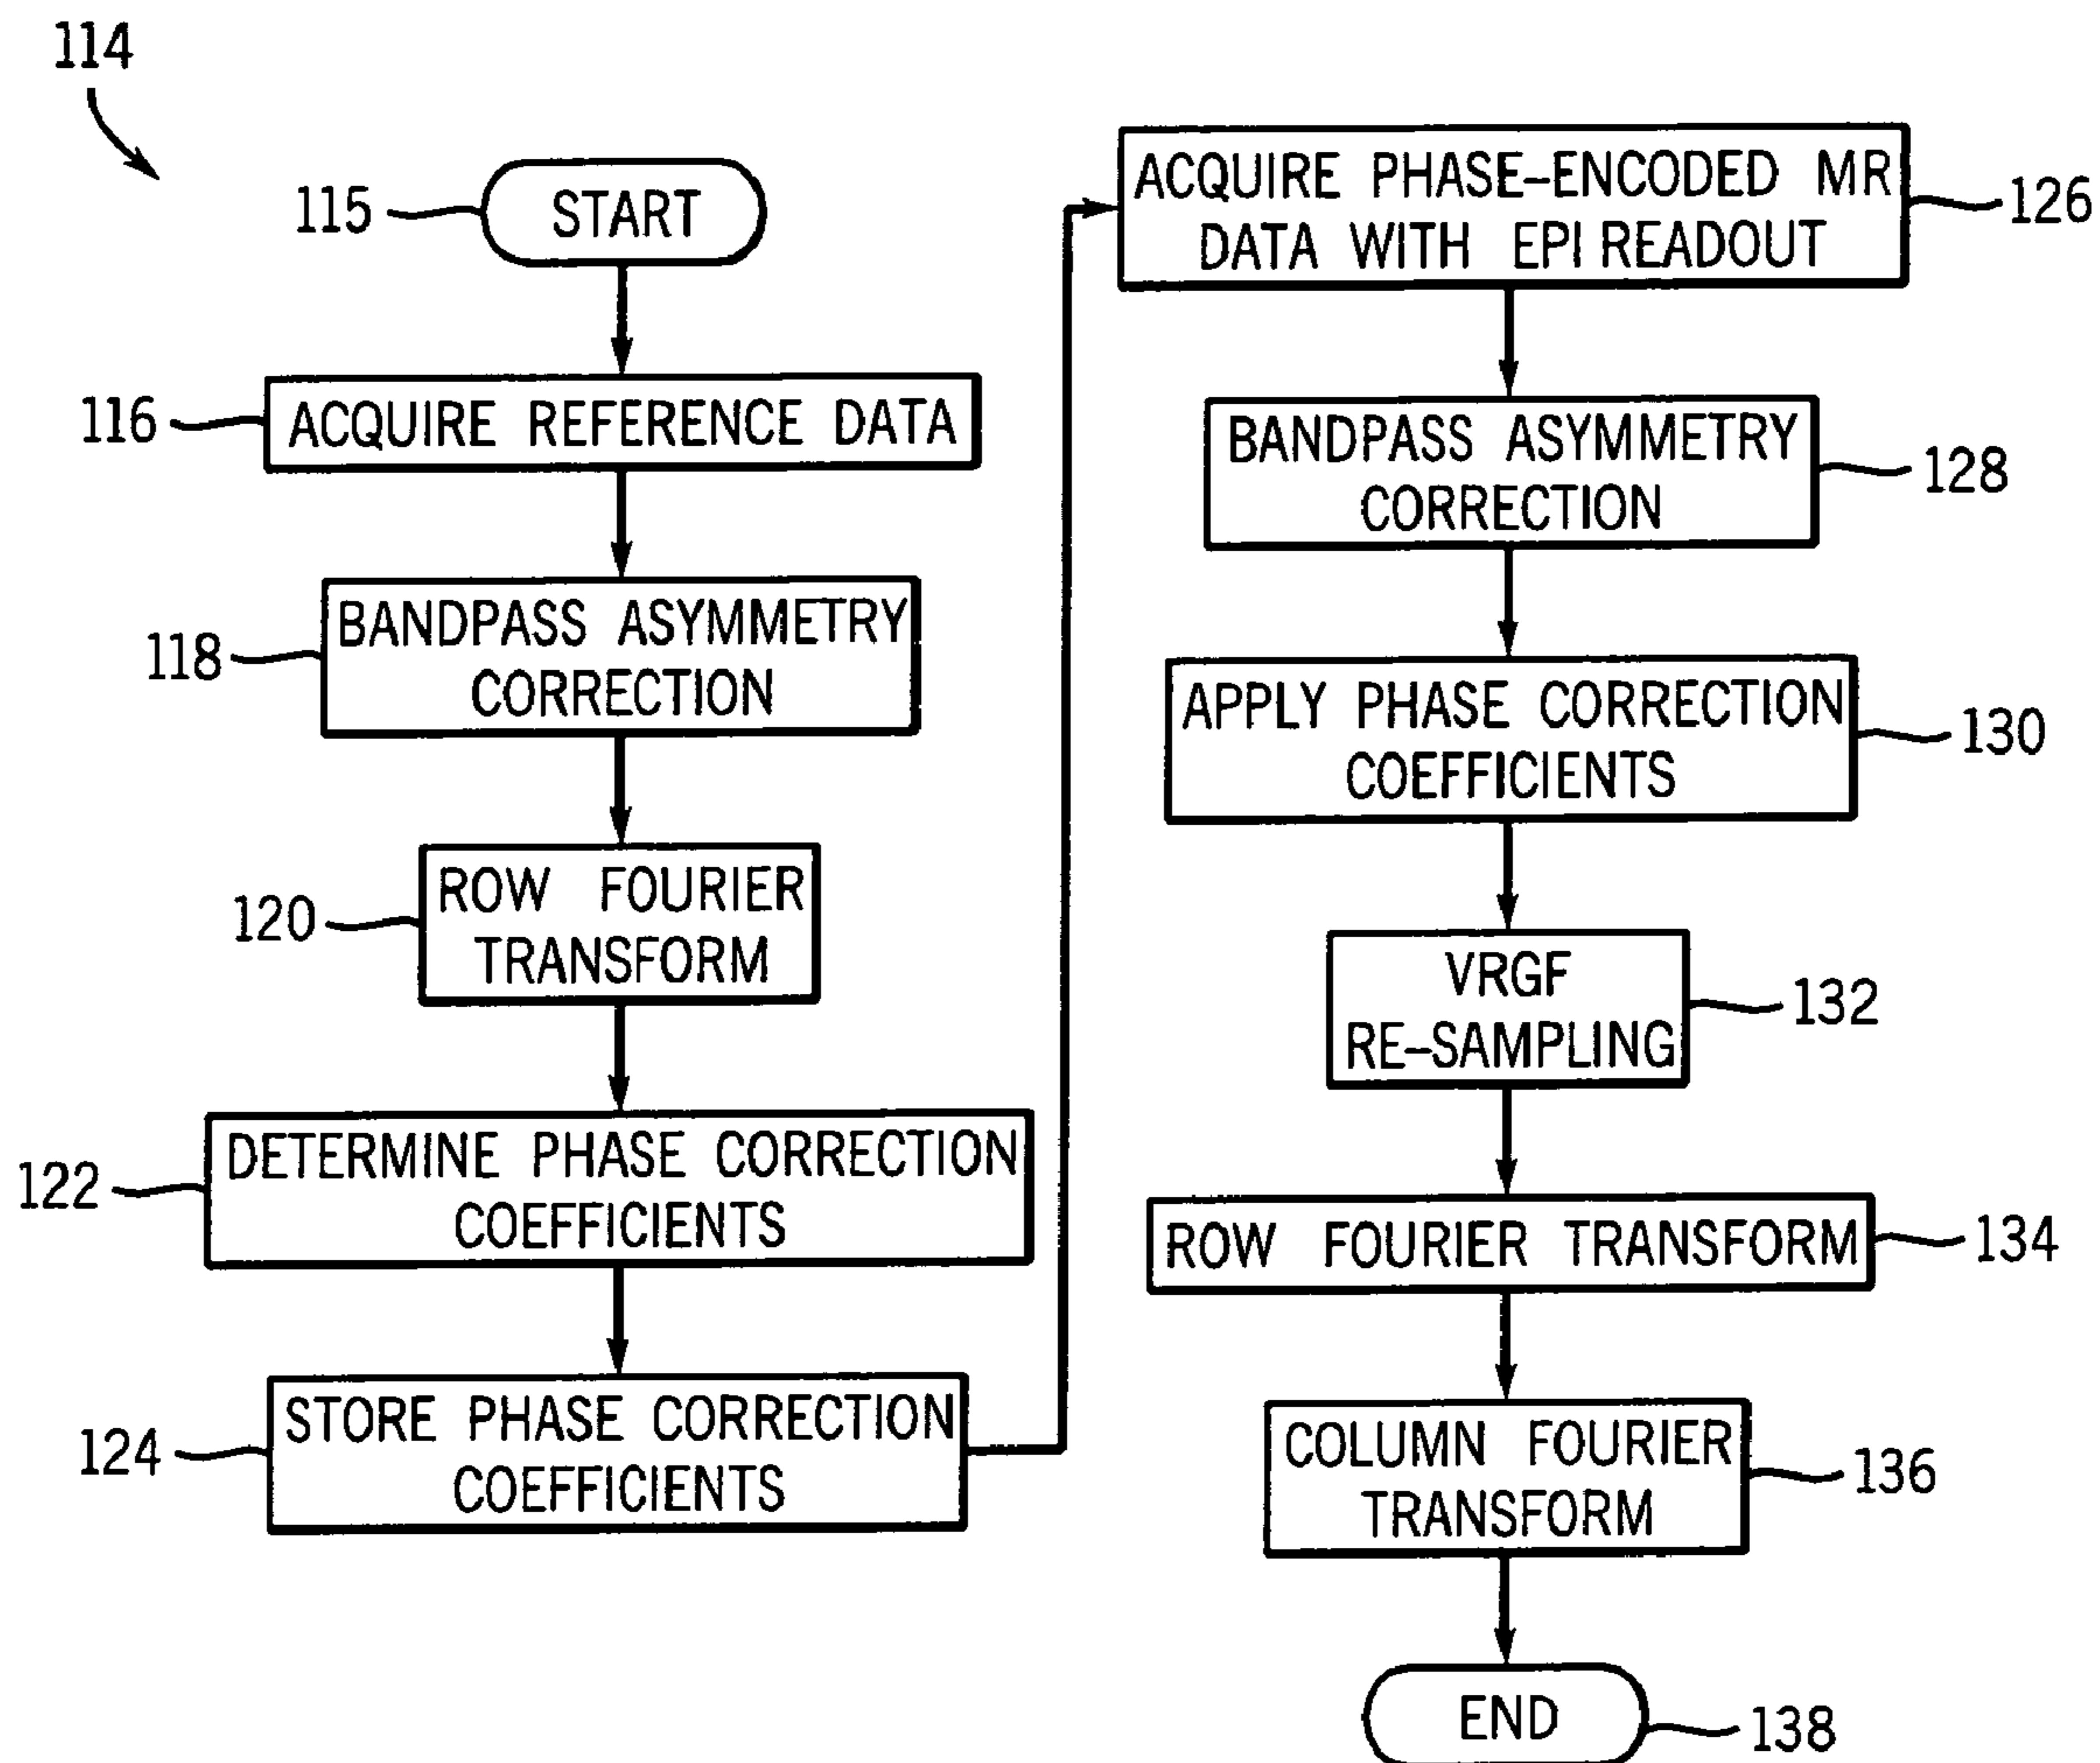 114
115
START
116
ACQUIRE REFERENCE DATA
118
BANDPASS ASYMMETRY
CORRECTION
120
ROW FOURIER
TRANSFORM
122
DETERMINE PHASE CORRECTION
COEFFICIENTS
124
STORE PHASE CORRECTION
COEFFICIENTS
ACQUIRE PHASE-ENCODED MR
DATA WITH EPI READOUT
126
BANDPASS ASYMMETRY
CORRECTION
128
APPLY PHASE CORRECTION
COEFFICIENTS
130
VRGF
RE-SAMPLING
132
ROW FOURIER TRANSFORM
134
COLUMN FOURIER
TRANSFORM
136
END
138